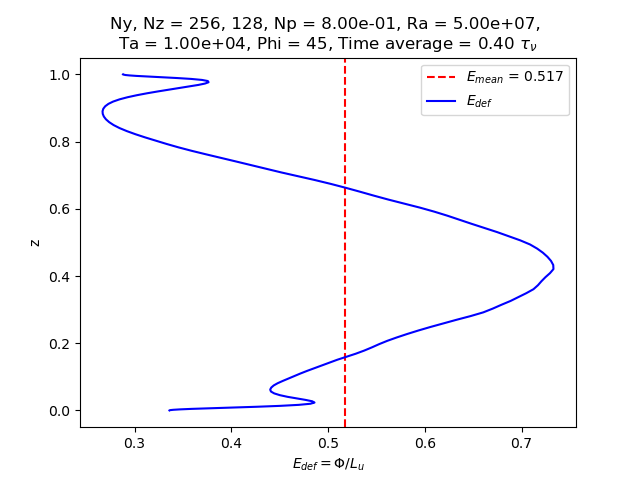 Ny, Nz = 256, 128, Np = 8.00e-01, Ra = 5.00e+07,
Ta = 1.00e+04, Phi = 45, Time average = 0.40 τν
E_mean = 0.517
E_def
1.0
0.8
0.6
0.4
0.2
0.0
z
0.3 0.4 0.5 0.6 0.7
E_def = Φ/L_u